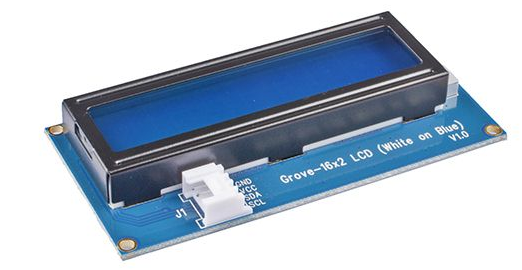 Grove-16x2 LCD (White on Blue)
V1.0
GND
VCC
SDA
SCL
J1